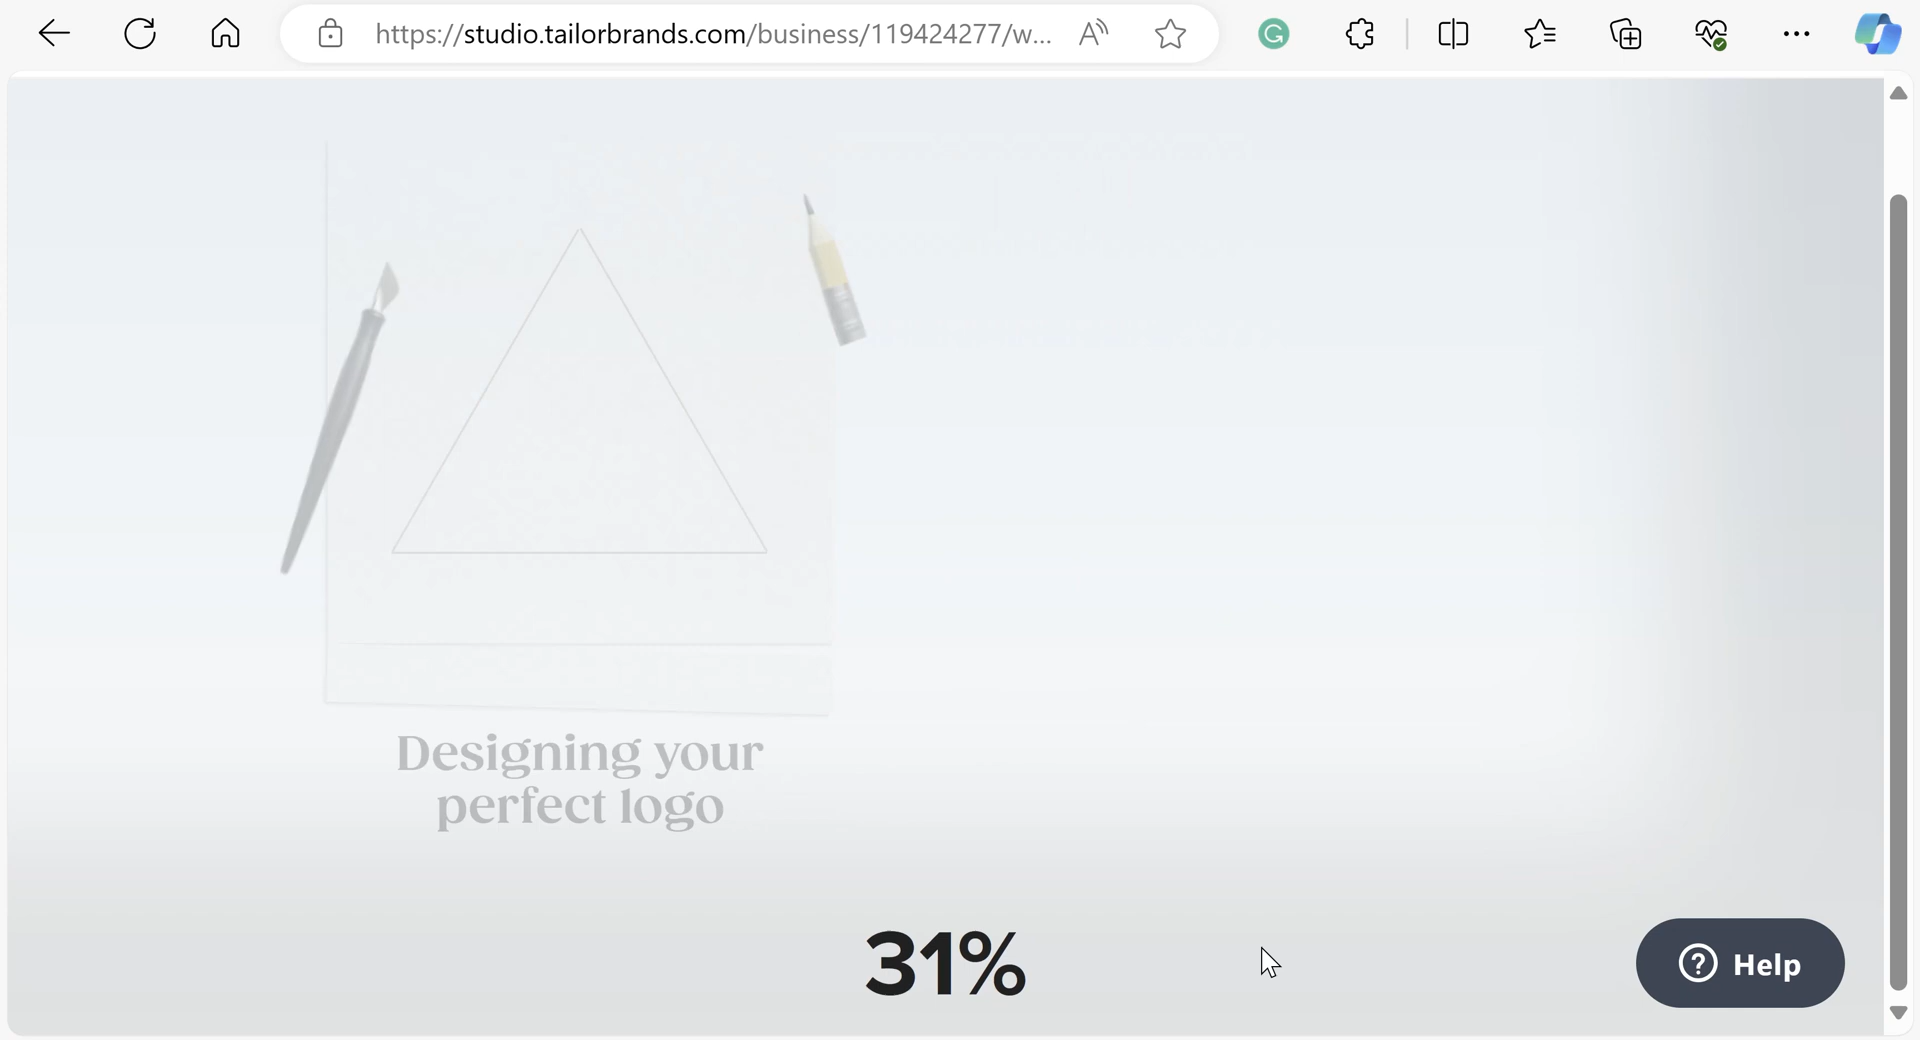 https://studio.tailorbrands.com/business/119424277/w...
Designing your
perfect logo
31%
Help